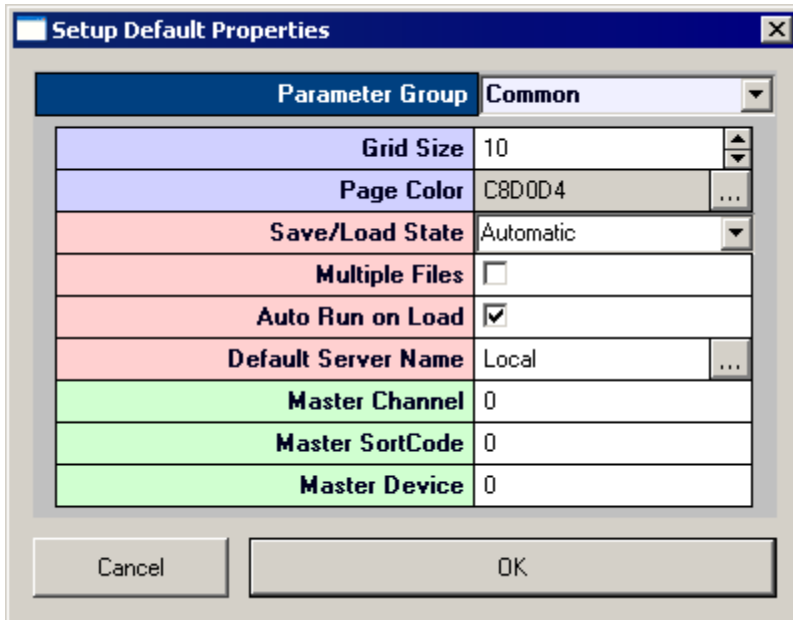 Setup Default Properties
Parameter Group Common
Grid Size 10
Page Color C8D0D4 ...
Save/Load State Automatic
Multiple Files
Auto Run on Load
Default Server Name Local ...
Master Channel 0
Master SortCode 0
Master Device 0
Cancel OK